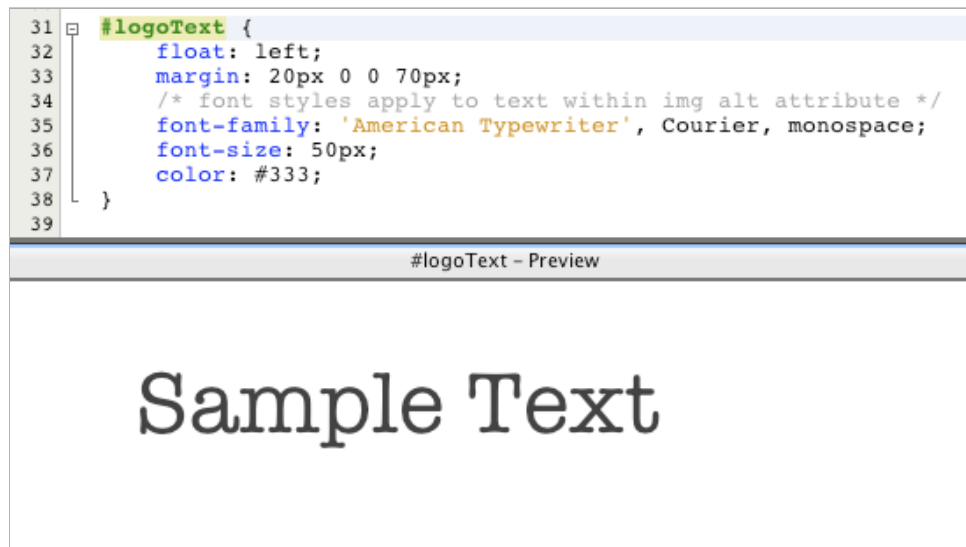 31 #logoText {
32     float: left;
33     margin: 20px 0 0 70px;
34     /* font styles apply to text within img alt attribute */
35     font-family: 'American Typewriter', Courier, monospace;
36     font-size: 50px;
37     color: #333;
38 }
39
#logoText – Preview
Sample Text